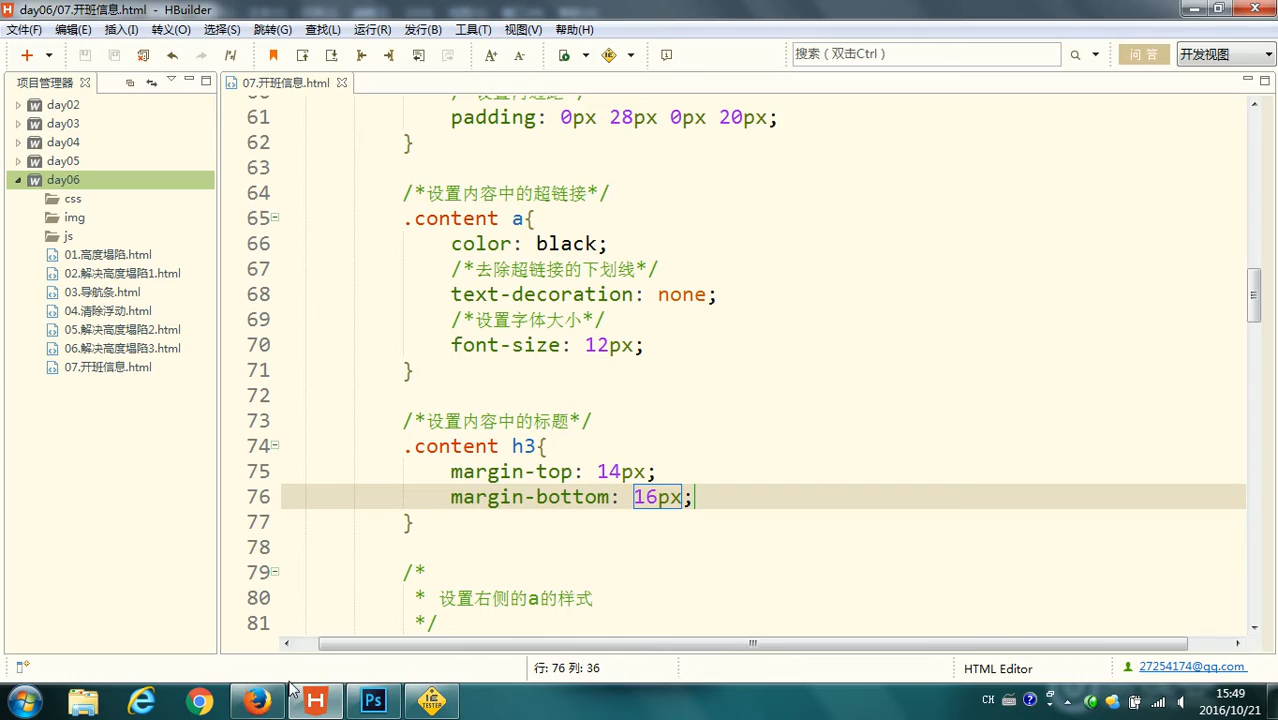 day06/07.开班信息.html - HBuilder
文件(F) 编辑(E) 插入(I) 转义(O) 选择(S) 跳转(G) 查找(L) 运行(R) 发行(B) 工具(T) 视图(V) 帮助(H)
搜索（双击Ctrl）
问 答
开发视图
项目管理器
07.开班信息.html
day02
day03
day04
day05
day06
css
img
js
01.高度塌陷.html
02.解决高度塌陷1.html
03.导航条.html
04.清除浮动.html
05.解决高度塌陷2.html
06.解决高度塌陷3.html
07.开班信息.html
60 /*设置内边距*/
61 padding: 0px 28px 0px 20px;
62 }
63
64 /*设置内容中的超链接*/
65 .content a{
66 color: black;
67 /*去除超链接的下划线*/
68 text-decoration: none;
69 /*设置字体大小*/
70 font-size: 12px;
71 }
72
73 /*设置内容中的标题*/
74 .content h3{
75 margin-top: 14px;
76 margin-bottom: 16px;
77 }
78
79 /*
80 * 设置右侧的a的样式
81 */
行: 76 列: 36
HTML Editor
27254174@qq.com
CH
15:49
2016/10/21